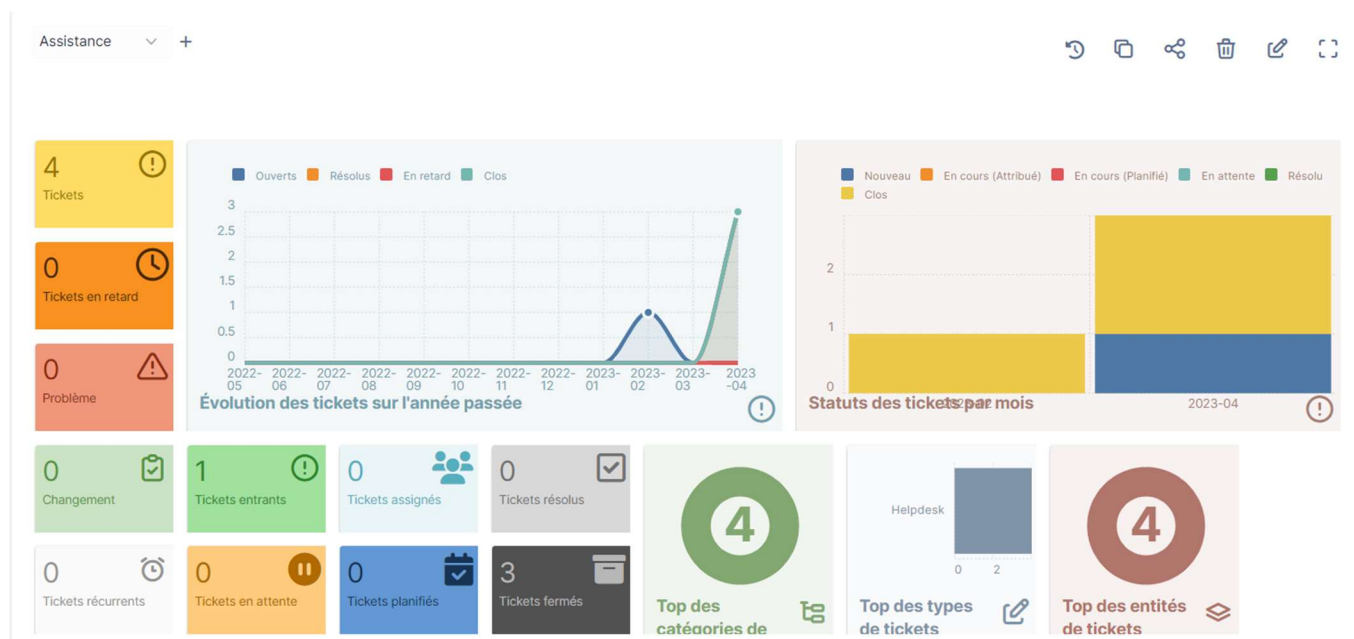 Assistance
4
Tickets
0
Tickets en retard
0
Problème
Ouverts Résolus En retard Clos
3
2.5
2
1.5
1
0.5
0
2022- 2022- 2022- 2022- 2022- 2022- 2022- 2022- 2023- 2023- 2023- 2023
05 06 07 08 09 10 11 12 01 02 03 -04
Évolution des tickets sur l'année passée
Nouveau En cours (Attribué) En cours (Planifié) En attente Résolu
Clos
2
1
0
2023-02 2023-04
Statuts des tickets par mois
0
Changement
1
Tickets entrants
0
Tickets assignés
0
Tickets résolus
0
Tickets récurrents
0
Tickets en attente
0
Tickets planifiés
3
Tickets fermés
4
Top des
catégories de
Helpdesk
0 2
Top des types
de tickets
4
Top des entités
de tickets